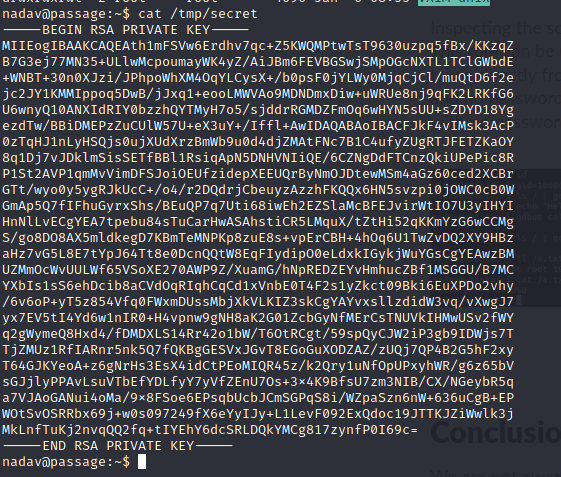 nadav@passage:~$ cat /tmp/secret
-----BEGIN RSA PRIVATE KEY-----
MIIEogIBAAKCAQEAth1mFSVw6Erdhv7qc+Z5KWQMPtwTsT9630uzpq5fBx/KKzqZ
B7G3ej77MN35+ULlwMcpoumayWK4yZ/AiJBm6FEVBGSwjSMpOGcNXTL1TClGWbdE
+WNBT+30n0XJzi/JPhpoWhXM4OqYLCysX+/b0psF0jYLWy0MjqCjCl/muQtD6f2e
jc2JY1KMMIppoq5DwB/jJxq1+eooLMWVAo9MDNDmxDiw+uWRUe8nj9qFK2LRKfG6
U6wnyQ10ANXIdRIY0bzzhQYTMyH7o5/sjddrRGMDZFmOq6wHYN5sUU+sZDYD18Yg
ezdTw/BBiDMEPzZuCUlW57U+eX3uY+/Iffl+AwIDAQABAoIBACFJkF4vIMsk3AcP
0zTqHJ1nLyHSQjs0ujXUdXrzBmWb9u0d4djZMAtFNc7B1C4ufyZUgRTJFETZKaOY
8q1Dj7vJDklmSisSETfBBl1RsiqApN5DNHVNIiQE/6CZNgDdFTCnzQkiUPePic8R
P1St2AVP1qmMvVimDFSJoiOEUfzidepXEEUQrByNmOJDtewMSm4aGz60ced2XCBr
GTt/wyo0y5ygRJkUcC+/o4/r2DQdrjCbeuyzAzzhFKQQx6HN5svzpi0jOWC0cB0W
GmAp5Q7fIFhuGyrxShs/BEuQP7q7Uti68iwEh2EZSlaMcBFEJvirWtIO7U3yIHYI
HnNlLvECgYEA7tpebu84sTuCarHwASAhstiCR5LMquX/tZtHi52qKKmYzG6wCCMg
S/go8DO8AX5mldkegD7KBmTeMNPKp8zuE8s+vpErCBH+4hOq6U1TwZvDQ2XY9HBz
aHz7vG5L8E7tYpJ64Tt8e0DcnQQtW8EqFIydipO0eLdxkIGykjWuYGsCgYEAwzBM
UZMmOcWvUULWf65VSoXE270AWP9Z/XuamG/hNpREDZEYvHmhucZBf1MSGGU/B7MC
YXbIs1sS6ehDcib8aCVdOqRIqhCqCd1xVnbE0T4F2s1yZkct09Bki6EuXPDo2vhy
/6v6oP+yT5z854Vfq0FWxmDUssMbjXkVLKIZ3skCgYAYvxsllzdidW3vq/vXwgJ7
yx7EV5tI4Yd6w1nIR0+H4vpnw9gNH8aK2G01ZcbGyNfMErCsTNUVkIHMwUSv2fWY
q2gWymeQ8Hxd4/fDMDXLS14Rr42o1bW/T6OtRCgt/59spQyCJW2iP3gb9IDWjs7T
TjZMUz1RfIARnr5nk5Q7fQKBgGESVxJGvT8EGoGuXODZAZ/zUQj7QP4B2G5hF2xy
T64GJKYeoA+z6gNrHs3EsX4idCtPEoMIQR45z/k2Qry1uNfOpUPxyhWR/g6z65bV
sGJjlyPPAvLsuVTbEfYDLfyY7yVfZEnU7Os+3×4K9BfsU7zm3NIB/CX/NGeybR5q
a7VJAoGANui4oMa/9×8FSoe6EPsqbUcbJCmSGPqS8i/WZpaSzn6nW+636uCgB+EP
WOtSvOSRRbx69j+w0s097249fX6eYyIJy+L1LevF092ExQdoc19JTTKJZiWwlk3j
MkLnfTuKj2nvqQQ2fq+tIYEhY6dcSRLDQkYMCg817zynfP0I69c=
-----END RSA PRIVATE KEY-----
nadav@passage:~$